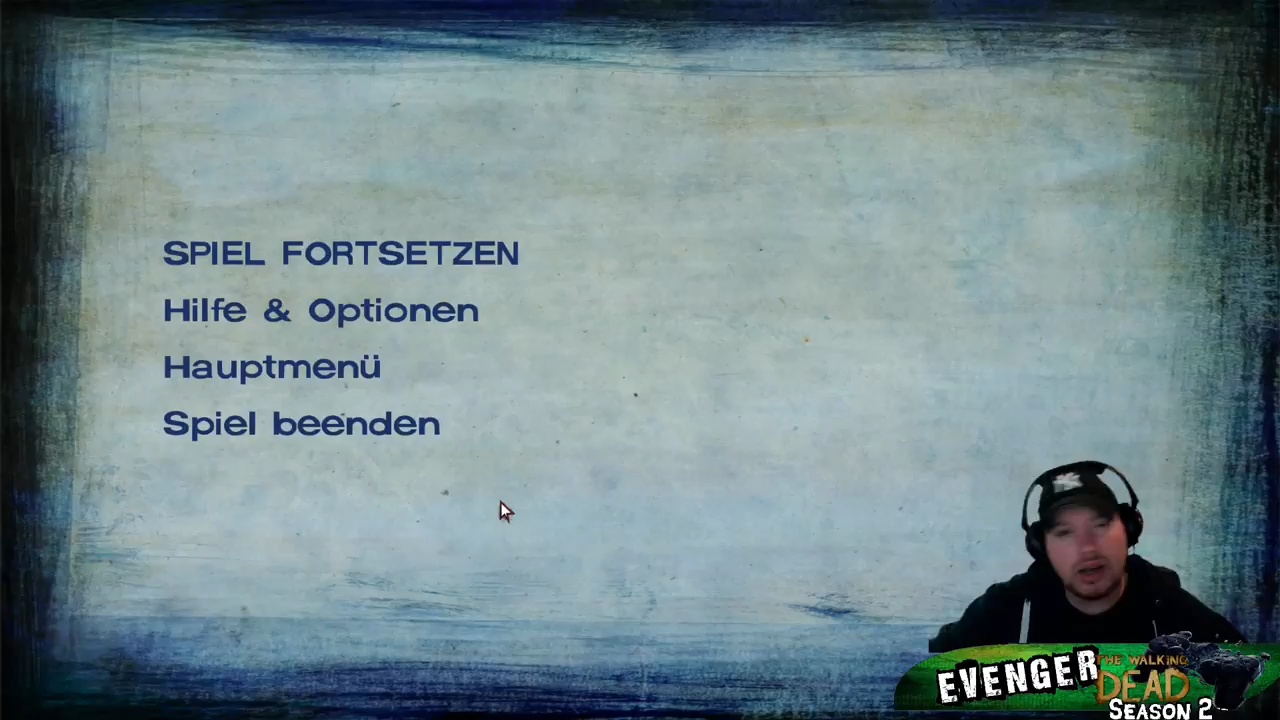 SPIEL FORTSETZEN
Hilfe & Optionen
Hauptmenü
Spiel beenden
EVENGER
THE WALKING
DEAD
SEASON 2